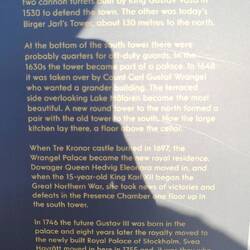 two cannon turrets built by King Gustav Vasa in
1530 to defend the town. The other was today's
Birger Jarl's Tower, about 130 metres to the north.
At the bottom of the south tower there were
probably quarters for off-duty guards. In the
1630s the tower became part of a palace. In 1648
it was taken over by Count Carl Gustaf Wrangel
who wanted a grander building. The terraced
side overlooking Lake Mälaren become the most
beautiful. A new round tower to the north formed a
pair with the old tower to the south. Now the large
kitchen lay there, a floor above the cellar.
When Tre Kronor castle burned in 1697, the
Wrangel Palace became the new royal residence.
Dowager Queen Hedvig Eleonora moved in, and
when the 15-year-old King Karl XII began the
Great Northern War, she took news of victories
and defeats in the Presence Chamber one floor up in
the south tower.
In 1746 the future Gustav III was born in the
palace and eight years later the royalty moved to
the newly built Royal Palace of Stockholm. Svea